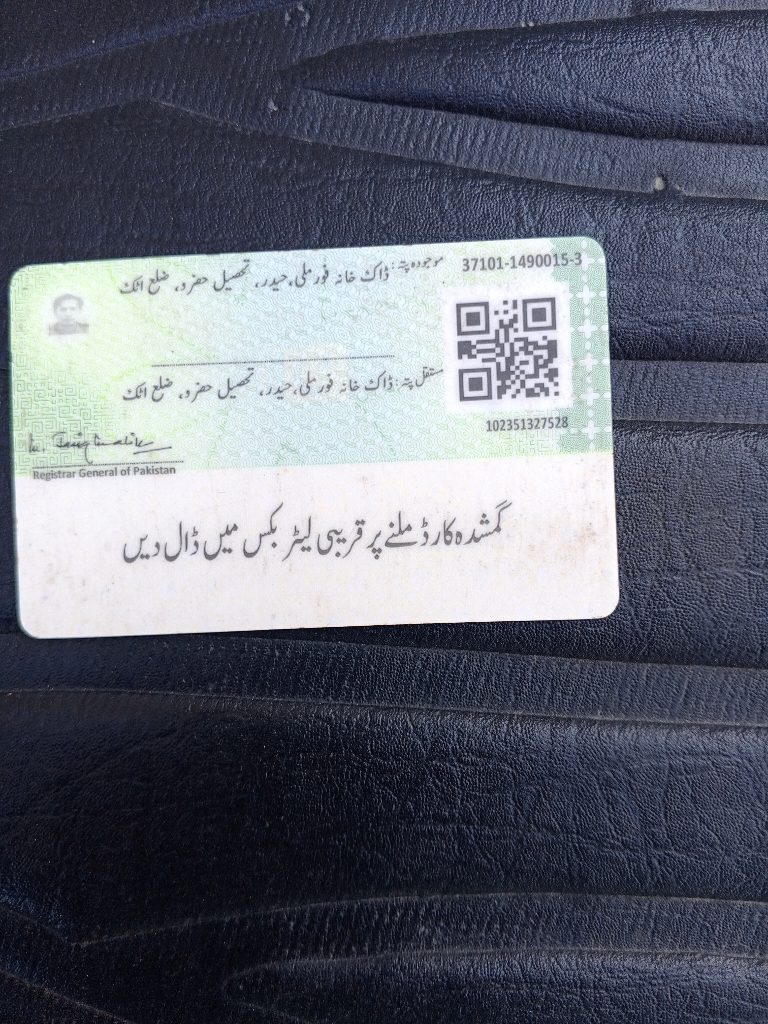 موجودہ پتہ: ڈاک خانہ فورملی، حیدر، تحصیل حضرو، ضلع اٹک
37101-1490015-3
مستقل پتہ: ڈاک خانہ فورملی، حیدر، تحصیل حضرو، ضلع اٹک
102351327528
Registrar General of Pakistan
گمشدہ کارڈ ملنے پر قریبی لیٹر بکس میں ڈال دیں